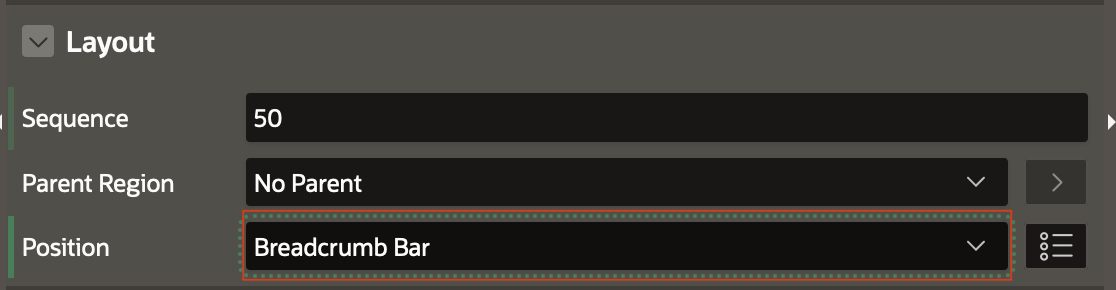 Layout
Sequence 50
Parent Region No Parent
Position Breadcrumb Bar